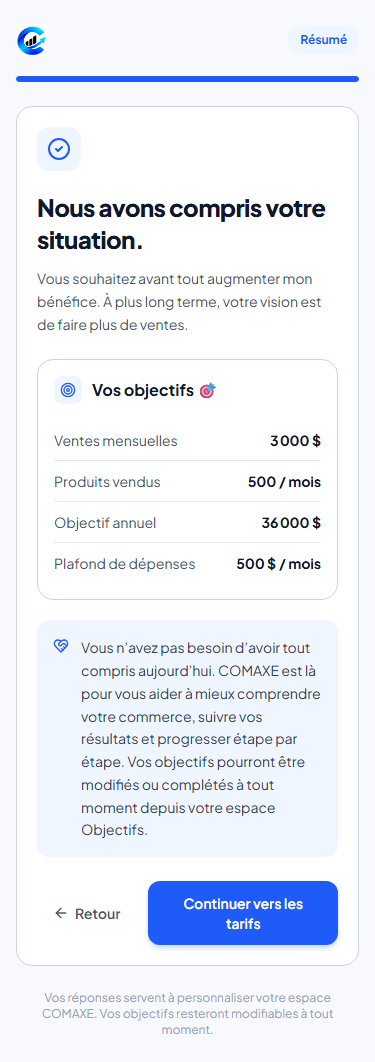 Résumé
Nous avons compris votre
situation.
Vous souhaitez avant tout augmenter mon
bénéfice. À plus long terme, votre vision est
de faire plus de ventes.
Vos objectifs 🎯
Ventes mensuelles 3 000 $
Produits vendus 500 / mois
Objectif annuel 36 000 $
Plafond de dépenses 500 $ / mois
Vous n’avez pas besoin d’avoir tout
compris aujourd’hui. COMAXE est là
pour vous aider à mieux comprendre
votre commerce, suivre vos
résultats et progresser étape par
étape. Vos objectifs pourront être
modifiés ou complétés à tout
moment depuis votre espace
Objectifs.
← Retour
Continuer vers les
tarifs
Vos réponses servent à personnaliser votre espace
COMAXE. Vos objectifs resteront modifiables à tout
moment.